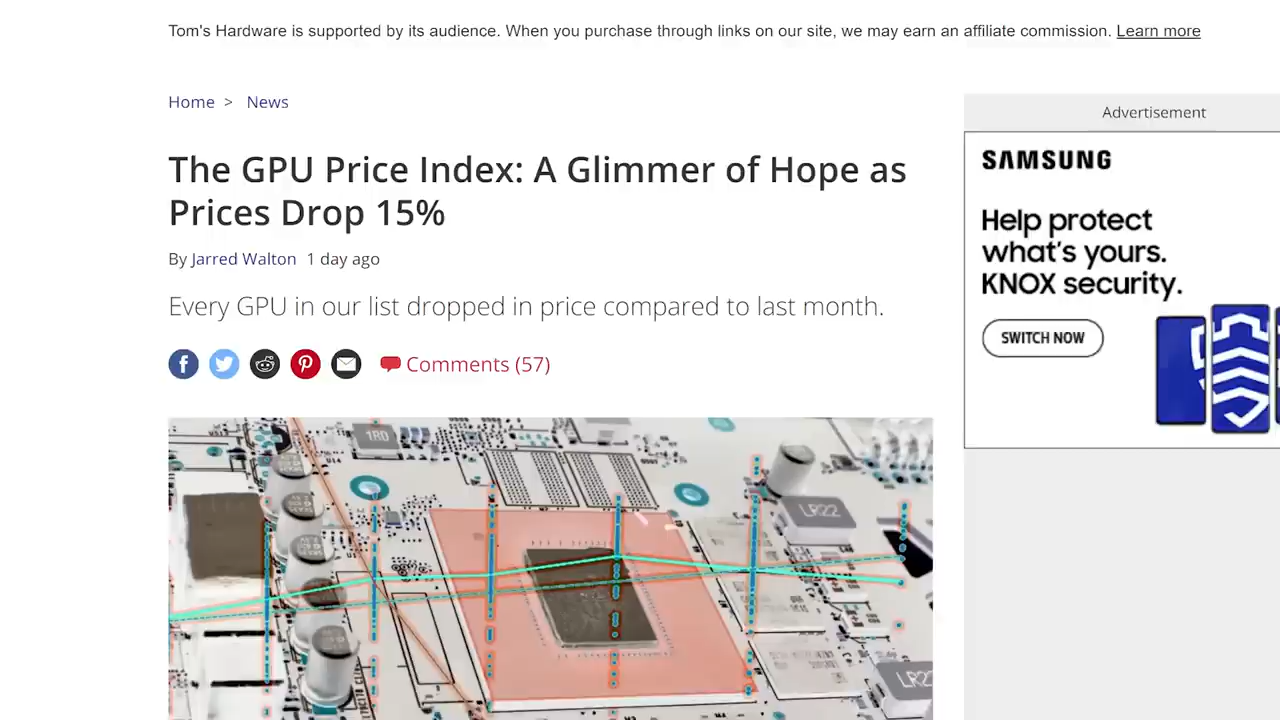 Tom's Hardware is supported by its audience. When you purchase through links on our site, we may earn an affiliate commission. Learn more
Home > News
The GPU Price Index: A Glimmer of Hope as
Prices Drop 15%
By Jarred Walton 1 day ago
Every GPU in our list dropped in price compared to last month.
Comments (57)
Advertisement
SAMSUNG
Help protect
what's yours.
KNOX security.
SWITCH NOW
1R0
LR22
LR2